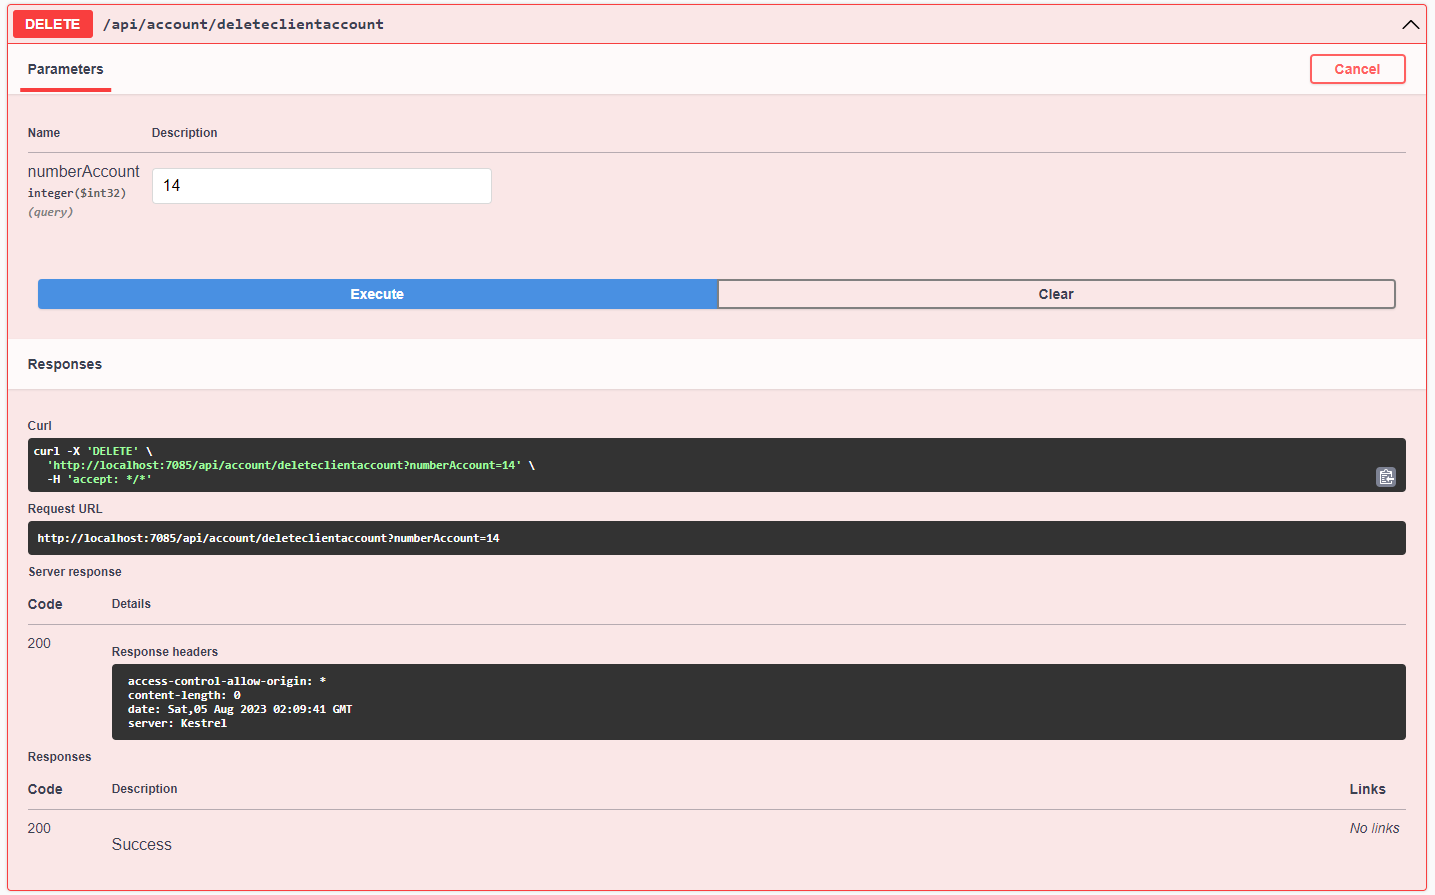 DELETE /api/account/deleteclientaccount
Parameters
Cancel
Name Description
numberAccount
integer($int32)
(query)
14
Execute Clear
Responses
Curl
curl -X 'DELETE' \
'http://localhost:7085/api/account/deleteclientaccount?numberAccount=14' \
-H 'accept: */*'
Request URL
http://localhost:7085/api/account/deleteclientaccount?numberAccount=14
Server response
Code Details
200
Response headers
access-control-allow-origin: *
content-length: 0
date: Sat,05 Aug 2023 02:09:41 GMT
server: Kestrel
Responses
Code Description Links
200 No links
Success